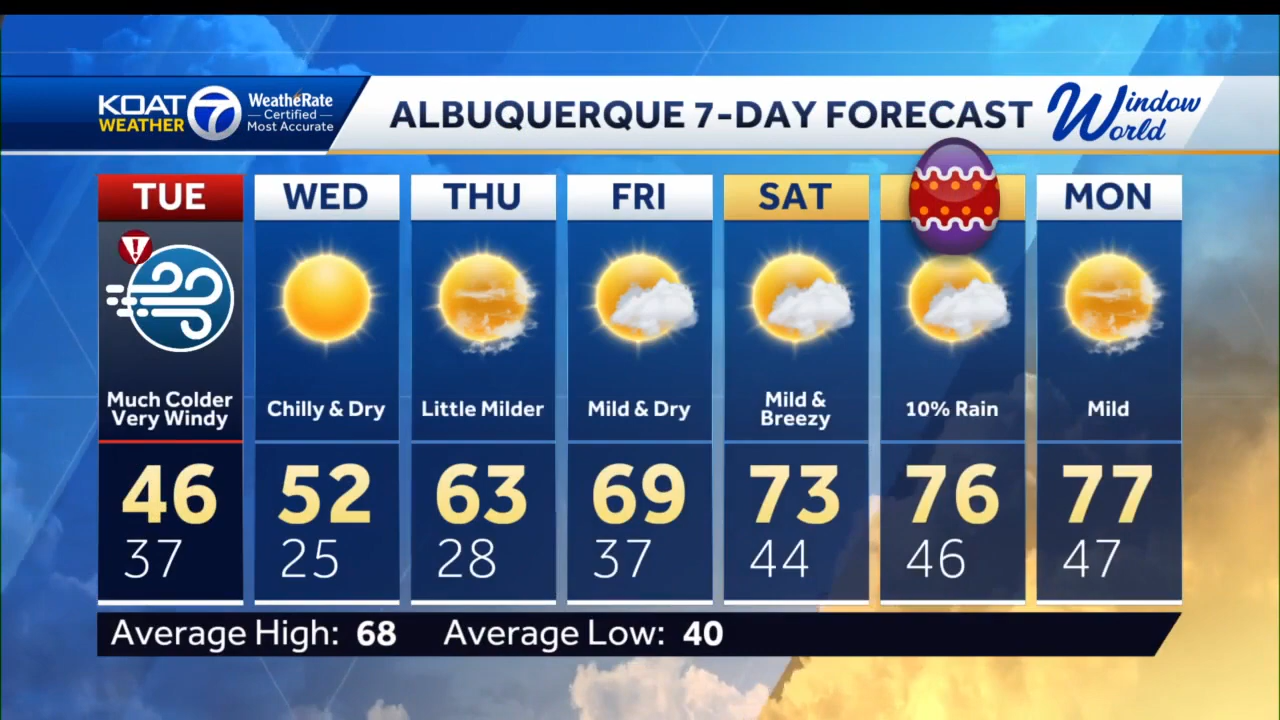 KOAT
WEATHER
7
WeatheRate
Certified
Most Accurate
ALBUQUERQUE 7-DAY FORECAST
Window
World
TUE
WED
THU
FRI
SAT
MON
!
Much Colder
Very Windy
Chilly & Dry
Little Milder
Mild & Dry
Mild &
Breezy
10% Rain
Mild
46
52
63
69
73
76
77
37
25
28
37
44
46
47
Average High: 68
Average Low: 40